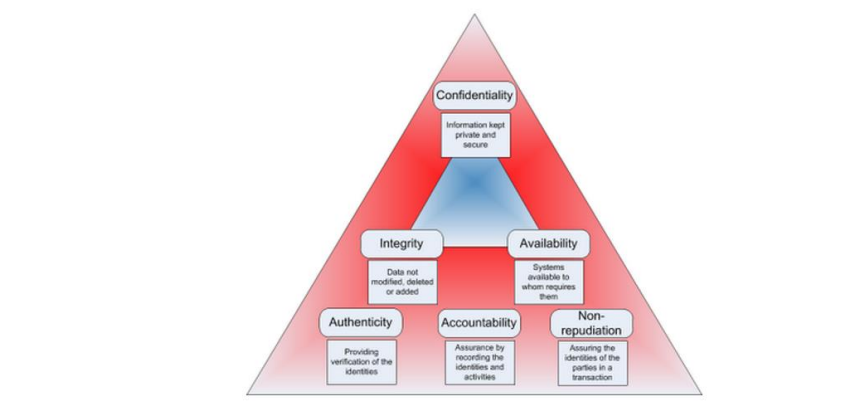 Confidentiality
Information kept
private and
secure
Integrity
Data not
modified, deleted
or added
Availability
Systems
available to
whom requires
them
Authenticity
Providing
verification of the
identities
Accountability
Assurance by
recording the
identities and
activities
Non-
repudiation
Assuring the
identities of the
parties in a
transaction